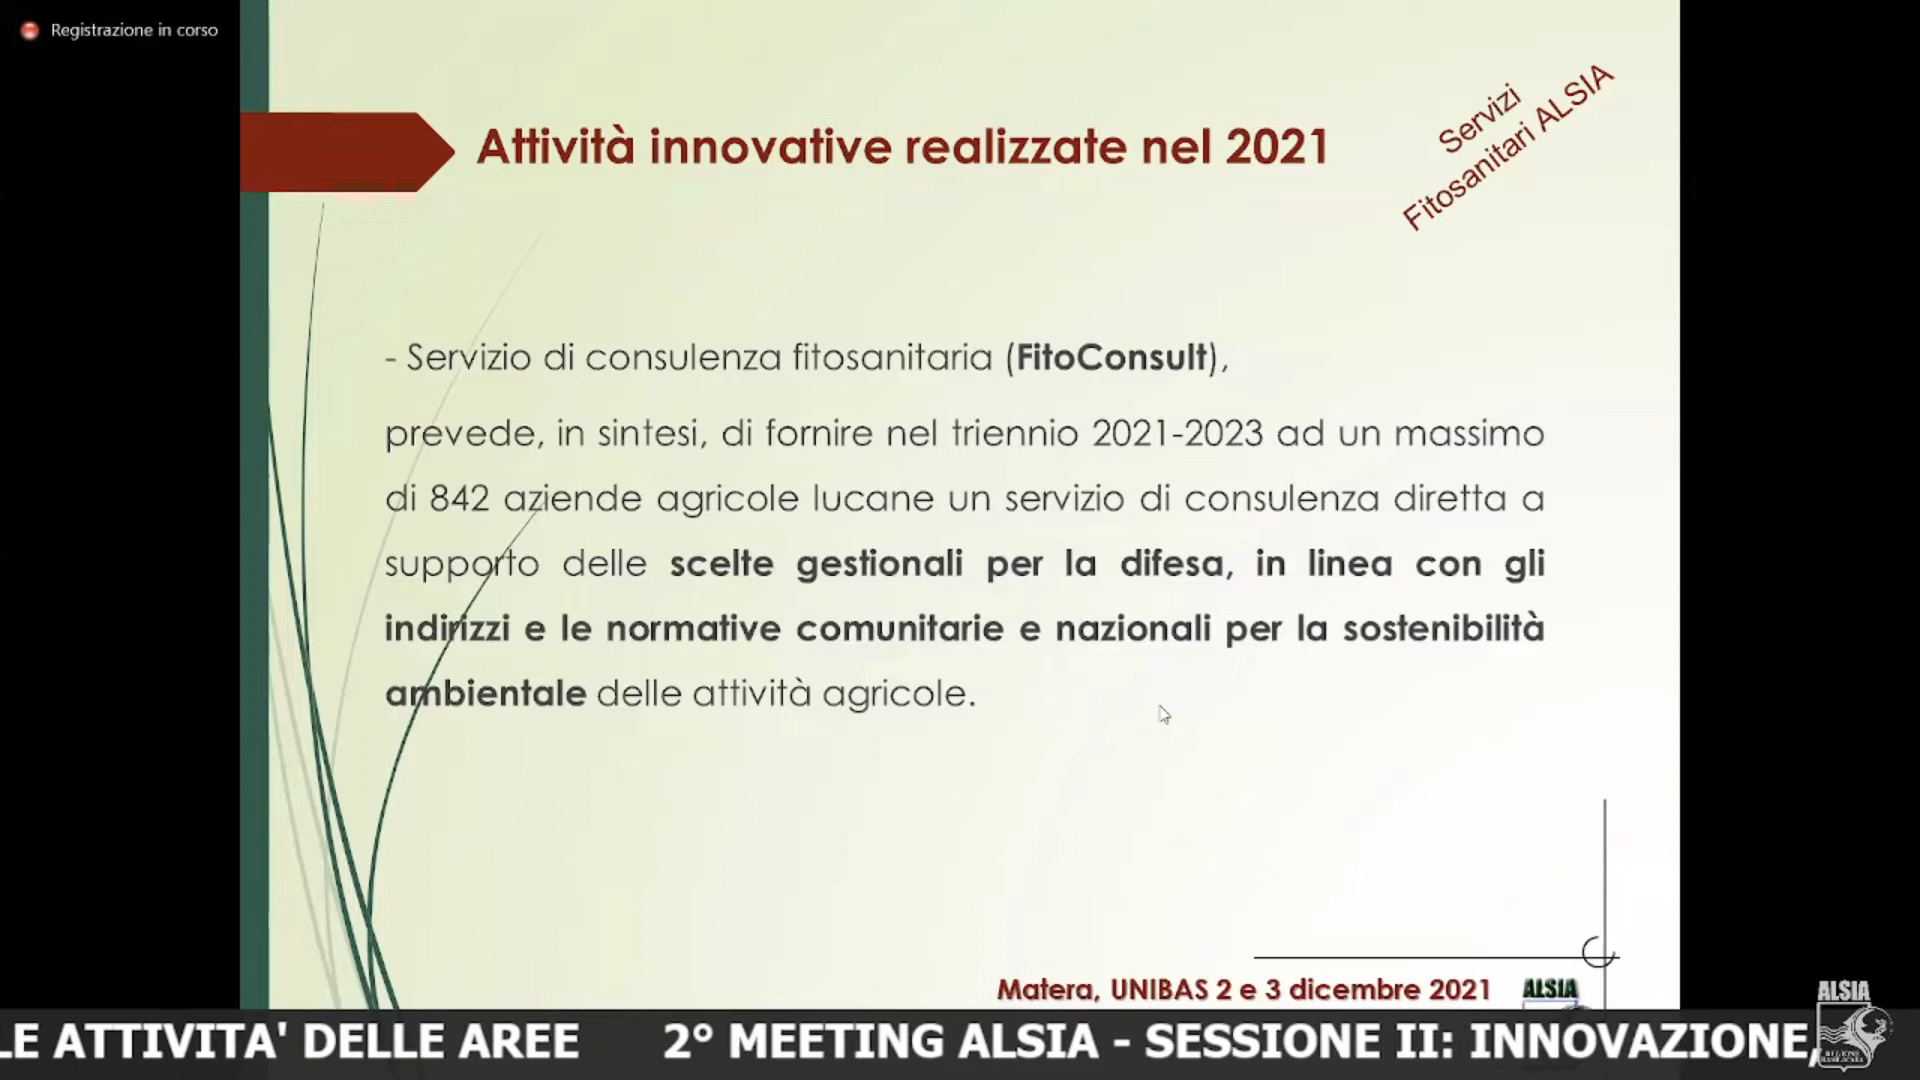 Registrazione in corso
Attività innovative realizzate nel 2021
Servizi
Fitosanitari ALSIA
- Servizio di consulenza fitosanitaria (FitoConsult),
prevede, in sintesi, di fornire nel triennio 2021-2023 ad un massimo
di 842 aziende agricole lucane un servizio di consulenza diretta a
supporto delle scelte gestionali per la difesa, in linea con gli
indirizzi e le normative comunitarie e nazionali per la sostenibilità
ambientale delle attività agricole.
Matera, UNIBAS 2 e 3 dicembre 2021
ALSIA
LE ATTIVITA' DELLE AREE 2° MEETING ALSIA - SESSIONE II: INNOVAZIONE,
ALSIA
REGIONE
BASILICATA